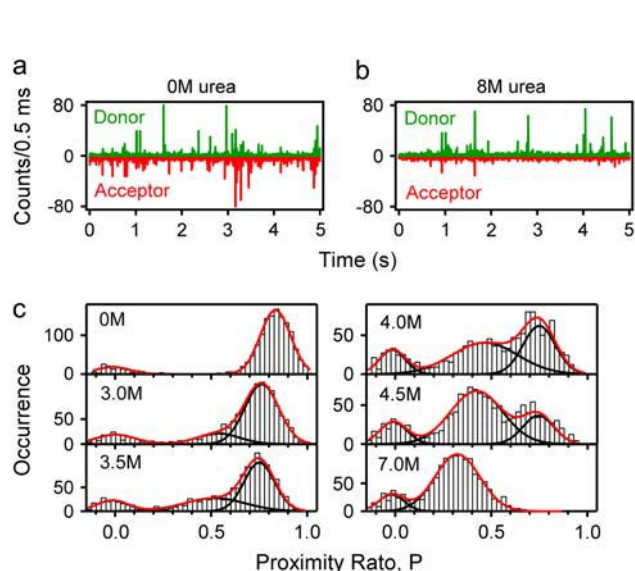 a
b
0M urea
8M urea
Counts/0.5 ms
80
0
-80
Donor
Acceptor
0 1 2 3 4 5
80
0
-80
Donor
Acceptor
0 1 2 3 4 5
Time (s)
c
Occurrence
0M
100
0
3.0M
50
0
3.5M
50
0
0.0 0.5 1.0
4.0M
50
0
4.5M
50
0
7.0M
50
0
0.0 0.5 1.0
Proximity Rato, P